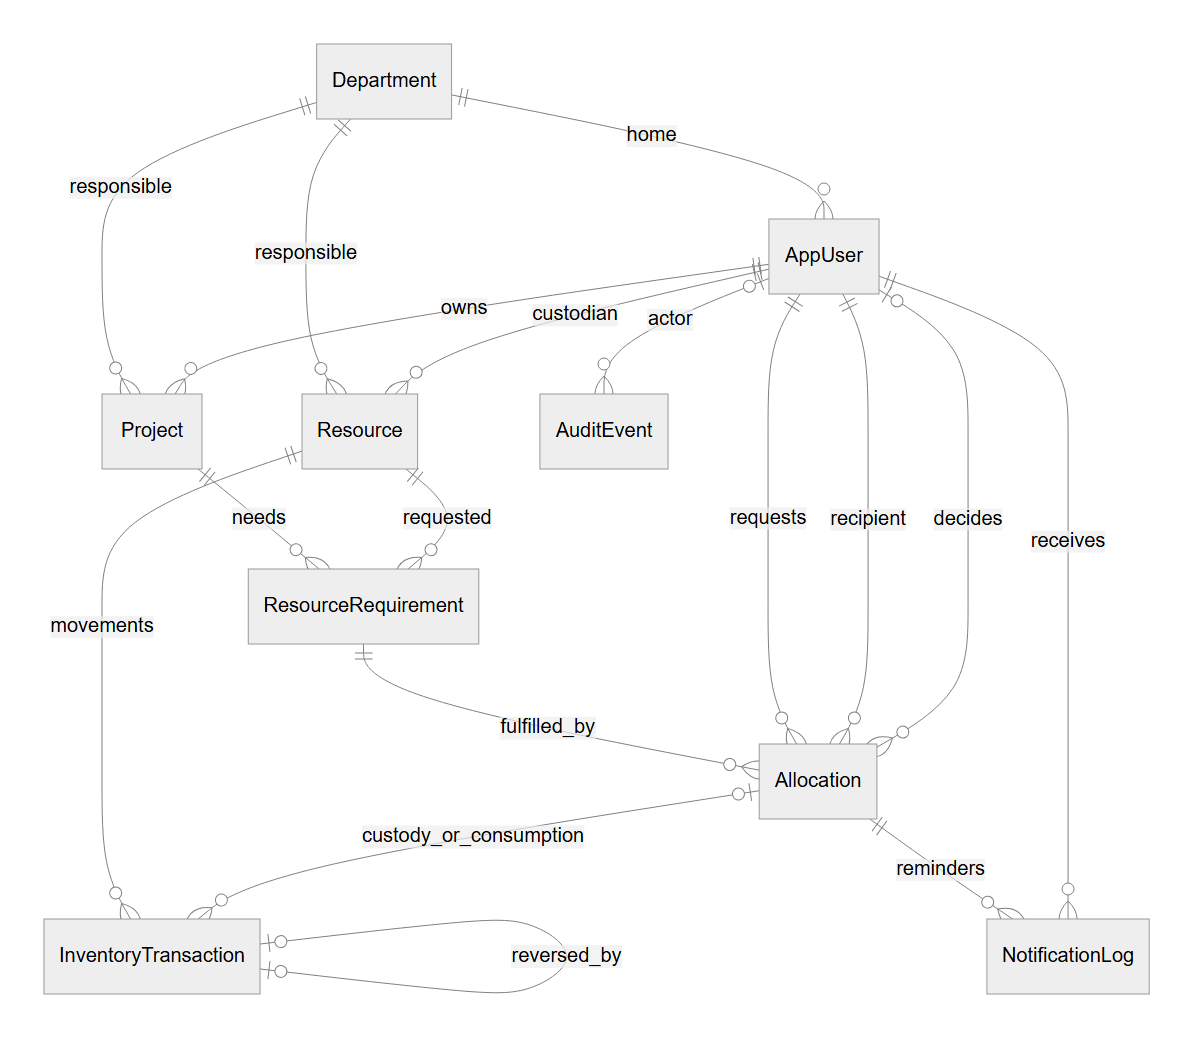 Department
home
responsible
responsible
AppUser
owns
custodian
actor
Project
Resource
AuditEvent
needs
requested
requests
recipient
decides
receives
ResourceRequirement
movements
fulfilled_by
Allocation
custody_or_consumption
reminders
InventoryTransaction
reversed_by
NotificationLog